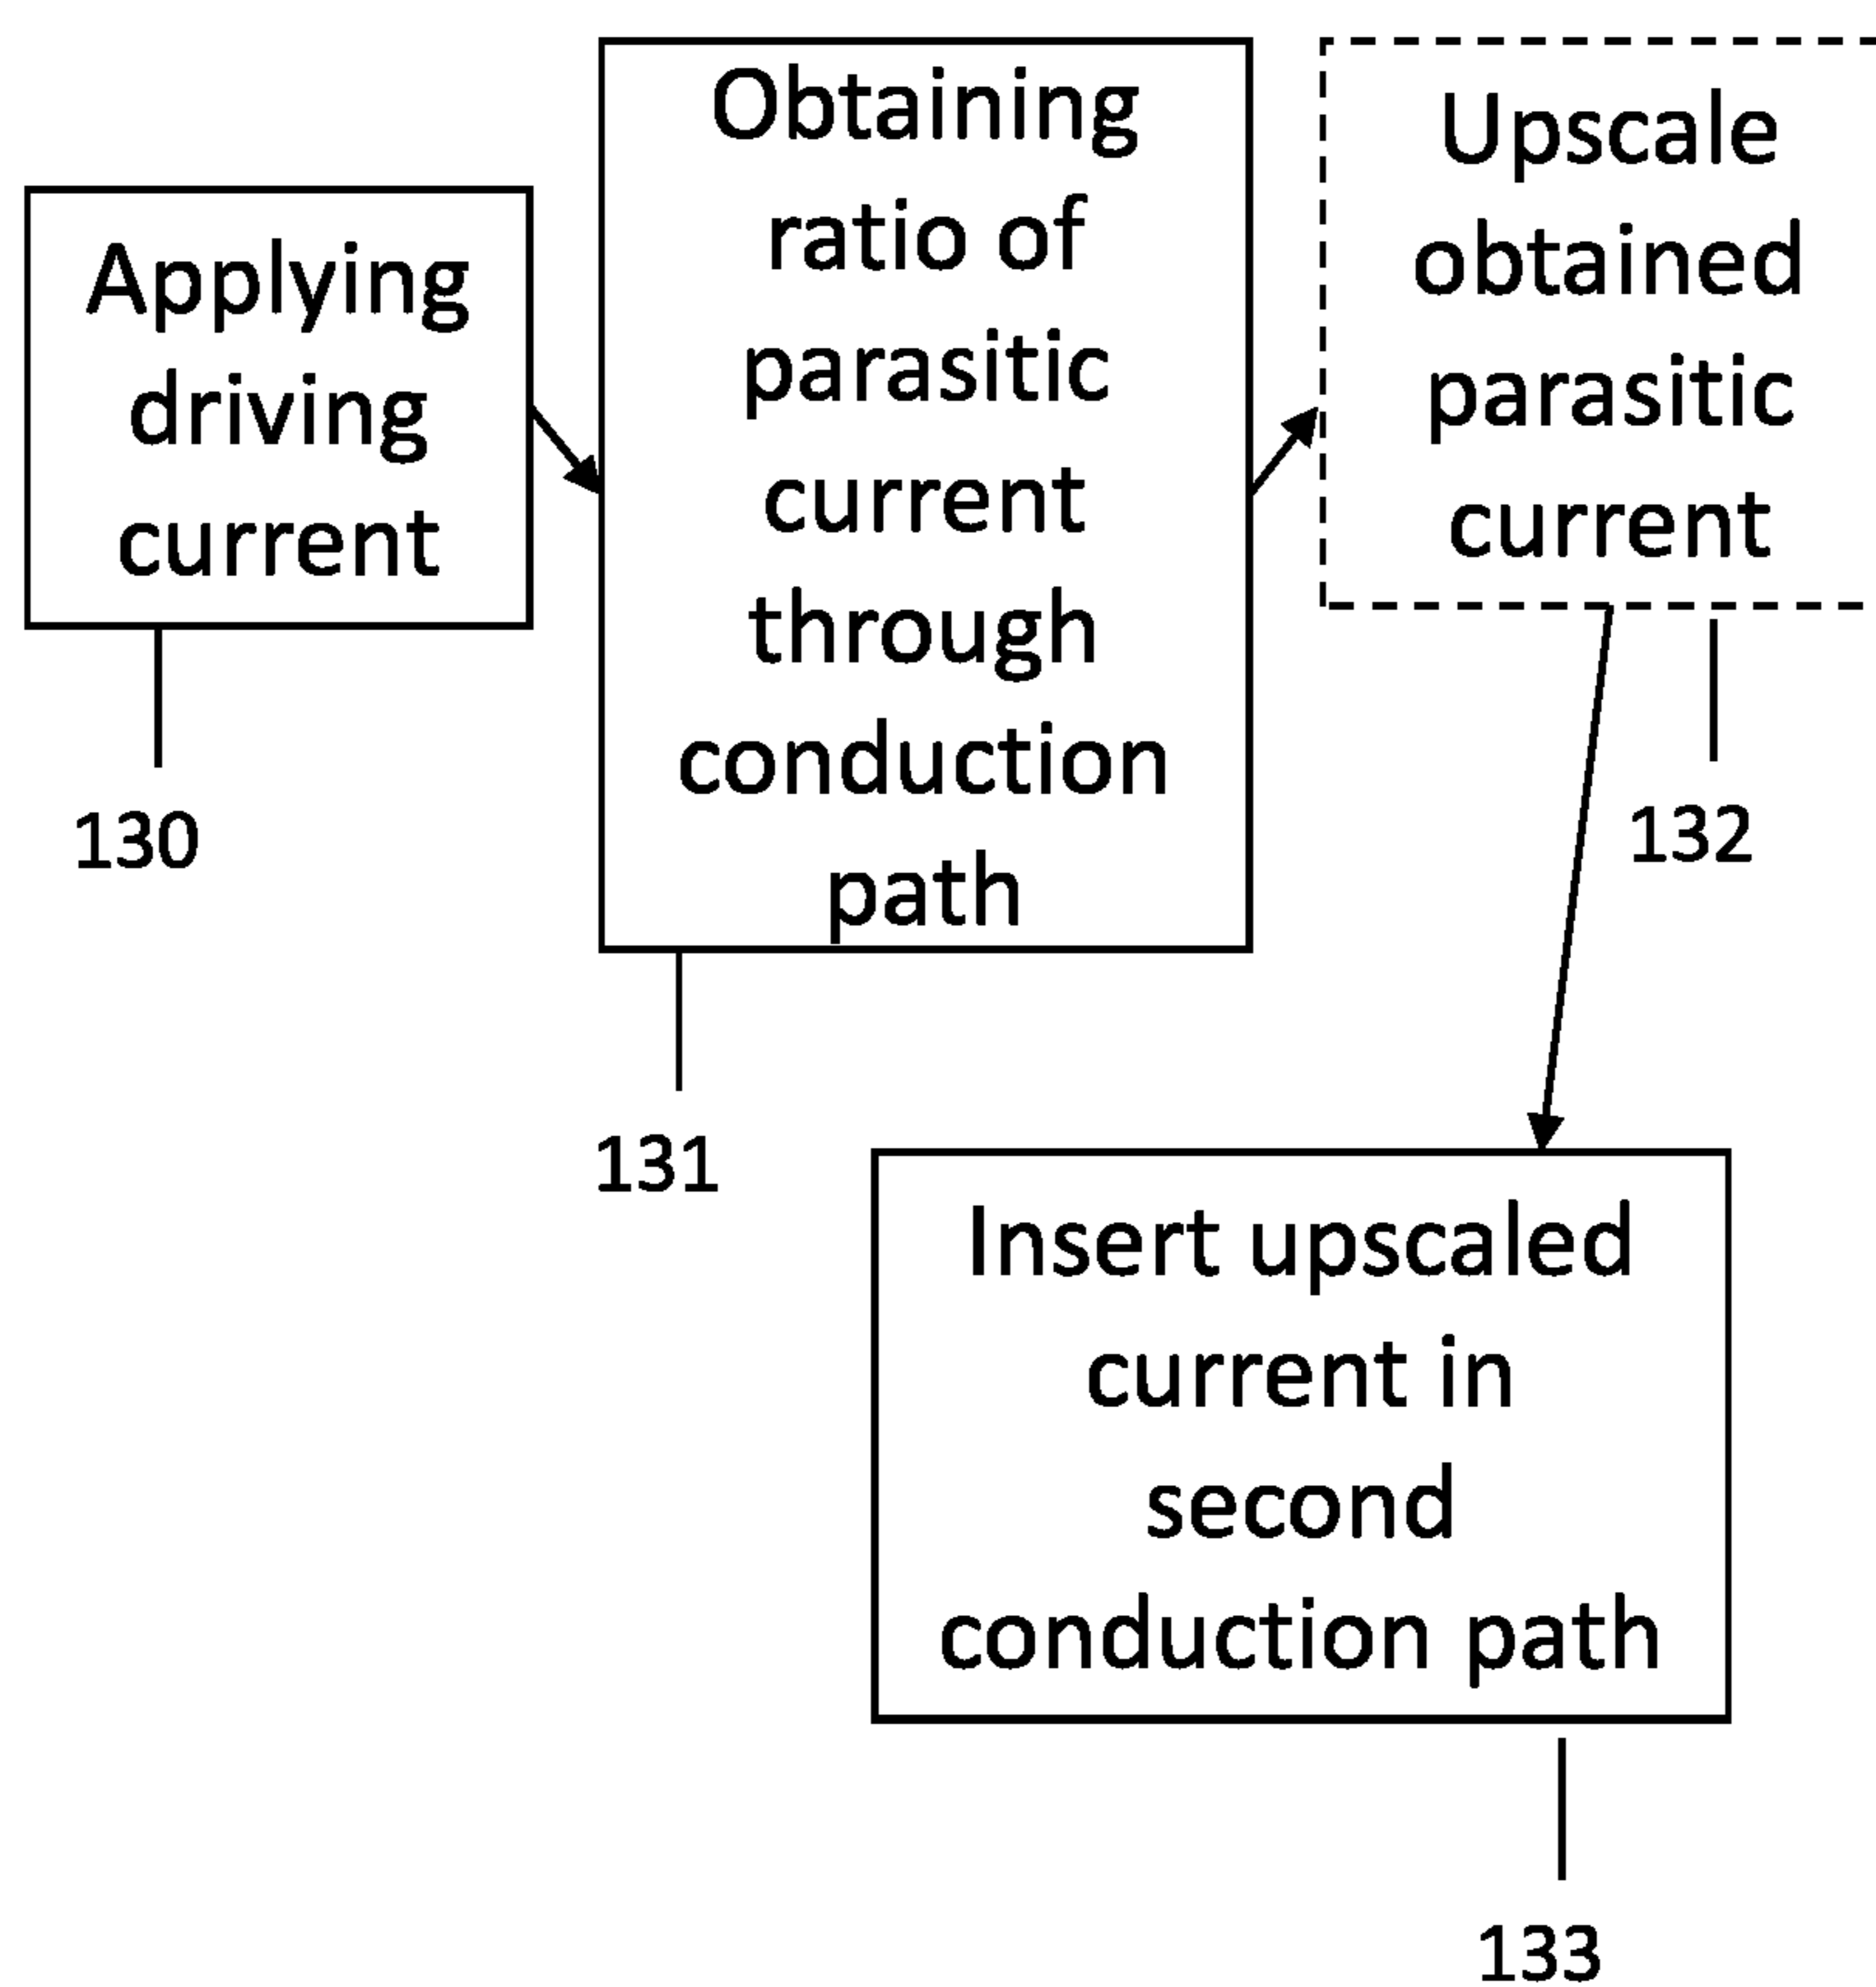 Applying
driving
current
130
Obtaining
ratio of
parasitic
current
through
conduction
path
131
Upscale
obtained
parasitic
current
132
Insert upscaled
current in
second
conduction path
133